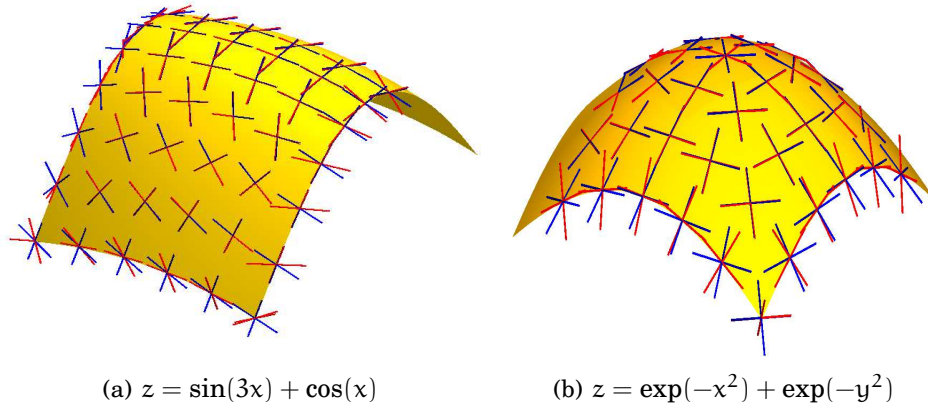 (a) z = sin(3x) + cos(x)
(b) z = exp(−x²) + exp(−y²)